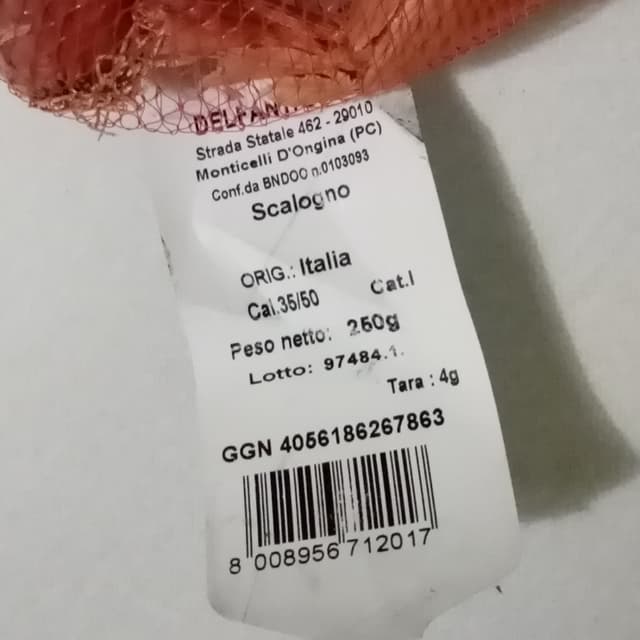 Strada Statale 462 - 29010
Monticelli D'Ongina (PC)
Conf.da BNDOO n.0103093
Scalogno
ORIG.: Italia
Cal.35/50 Cat.I
Peso netto: 250g
Lotto: 97484.1.
Tara : 4g
GGN 4056186267863
8 008956 712017